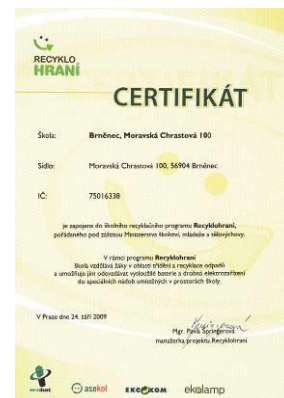 RECYKLO
HRANÍ
CERTIFIKÁT
Škola: Brněnec, Moravská Chrastová 100
Sídlo: Moravská Chrastová 100, 56904 Brněnec
IČ: 75016338
je zapojena do školního recyklačního programu Recyklohraní,
pořádaného pod záštitou Ministerstva školství, mládeže a tělovýchovy.
V rámci programu Recyklohraní
škola vzdělává žáky v oblasti třídění a recyklace odpadů
a umožňuje jim odevzdávat vysloužilé baterie a drobná elektrozařízení
do speciálních nádob umístěných v prostorách školy.
V Praze dne 24. září 2009
Mgr. Pavla Springerová
manažerka projektu Recyklohraní
ecobat
asekol
EKOKOM
ekolamp